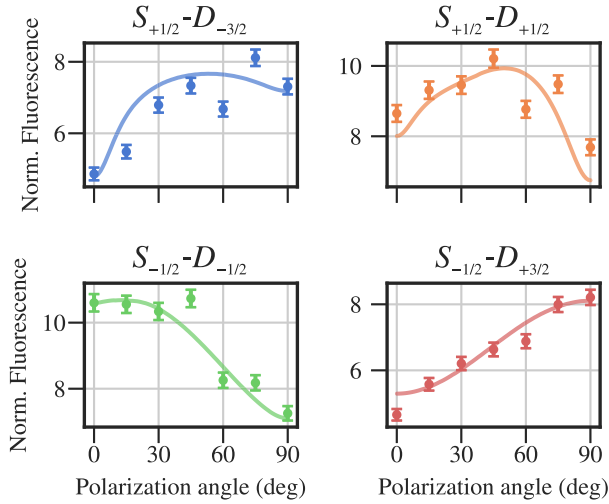 S+1/2-D−3/2
S+1/2-D+1/2
Norm. Fluorescence
8
6
10
8
S−1/2-D−1/2
S−1/2-D+3/2
Norm. Fluorescence
10
8
8
6
0 30 60 90
0 30 60 90
Polarization angle (deg)
Polarization angle (deg)